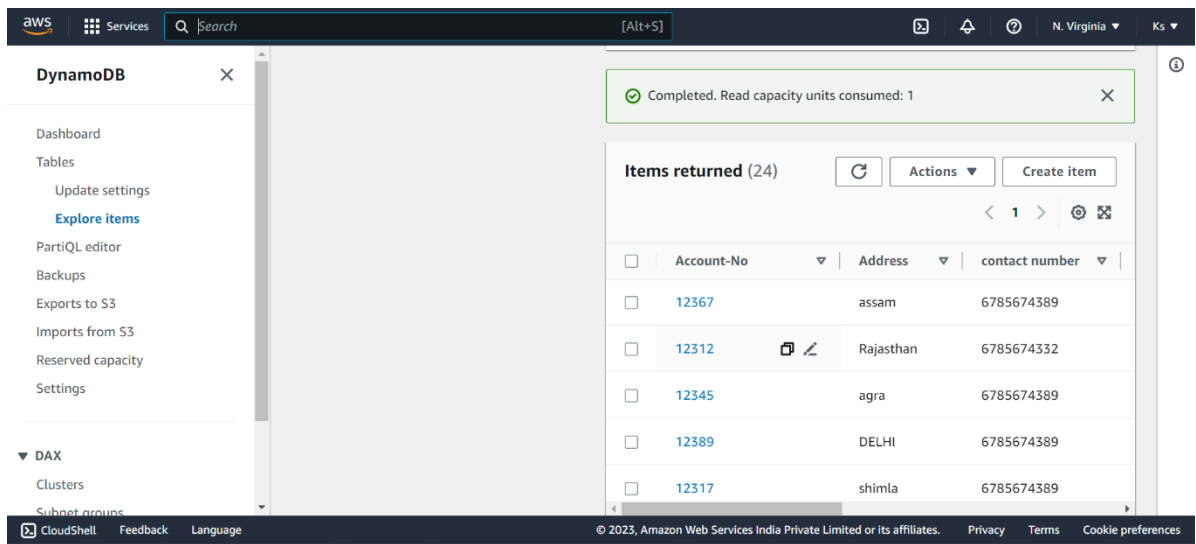 aws Services Search [Alt+S] N. Virginia Ks
DynamoDB
Dashboard
Tables
Update settings
Explore items
PartiQL editor
Backups
Exports to S3
Imports from S3
Reserved capacity
Settings
DAX
Clusters
Subnet groups
Completed. Read capacity units consumed: 1
Items returned (24) Actions Create item
1
Account-No Address contact number
12367 assam 6785674389
12312 Rajasthan 6785674332
12345 agra 6785674389
12389 DELHI 6785674389
12317 shimla 6785674389
CloudShell Feedback Language © 2023, Amazon Web Services India Private Limited or its affiliates. Privacy Terms Cookie preferences